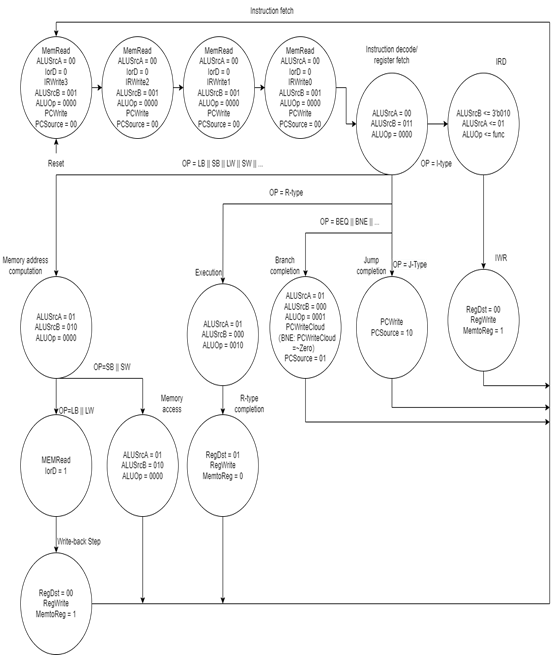 Instruction fetch
MemRead
ALUSrcA = 00
IorD = 0
IRWrite3
ALUSrcB = 001
ALUOp = 0000
PCWrite
PCSource = 00
MemRead
ALUSrcA = 00
IorD = 0
IRWrite2
ALUSrcB = 001
ALUOp = 0000
PCWrite
PCSource = 00
MemRead
ALUSrcA = 00
IorD = 0
IRWrite1
ALUSrcB = 001
ALUOp = 0000
PCWrite
PCSource = 00
MemRead
ALUSrcA = 00
IorD = 0
IRWrite0
ALUSrcB = 001
ALUOp = 0000
PCWrite
PCSource = 00
Instruction decode/
register fetch
ALUSrcA = 00
ALUSrcB = 011
ALUOp = 0000
IRD
ALUSrcB <= 3'b010
ALUSrcA <= 01
ALUOp <= func
Reset
OP = LB || SB || LW || SW || ...
OP = I-type
OP = R-type
OP = BEQ || BNE || ...
Memory address
computation
ALUSrcA = 01
ALUSrcB = 010
ALUOp = 0000
Execution
ALUSrcA = 01
ALUSrcB = 000
ALUOp = 0010
Branch
completion
ALUSrcA = 01
ALUSrcB = 000
ALUOp = 0001
PCWriteCloud
(BNE: PCWriteCloud
=~Zero)
PCSource = 01
Jump
completion
OP = J-Type
PCWrite
PCSource = 10
IWR
RegDst = 00
RegWrite
MemtoReg = 1
OP=SB || SW
OP=LB || LW
MEMRead
IorD = 1
Memory
access
ALUSrcA = 01
ALUSrcB = 010
ALUOp = 0000
R-type
completion
RegDst = 01
RegWrite
MemtoReg = 0
Write-back Step
RegDst = 00
RegWrite
MemtoReg = 1